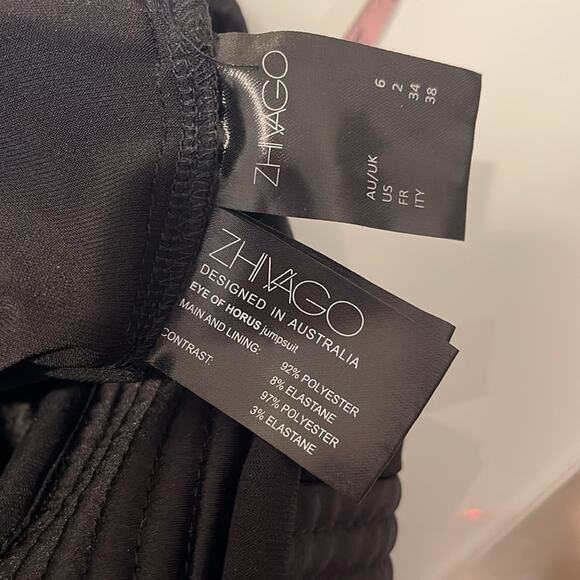 ZHIVAGO
AU/UK 6
US 2
FR 34
ITY 38
ZHIVAGO
DESIGNED IN AUSTRALIA
EYE OF HORUS jumpsuit
MAIN AND LINING: 92% POLYESTER
8% ELASTANE
CONTRAST: 97% POLYESTER
3% ELASTANE